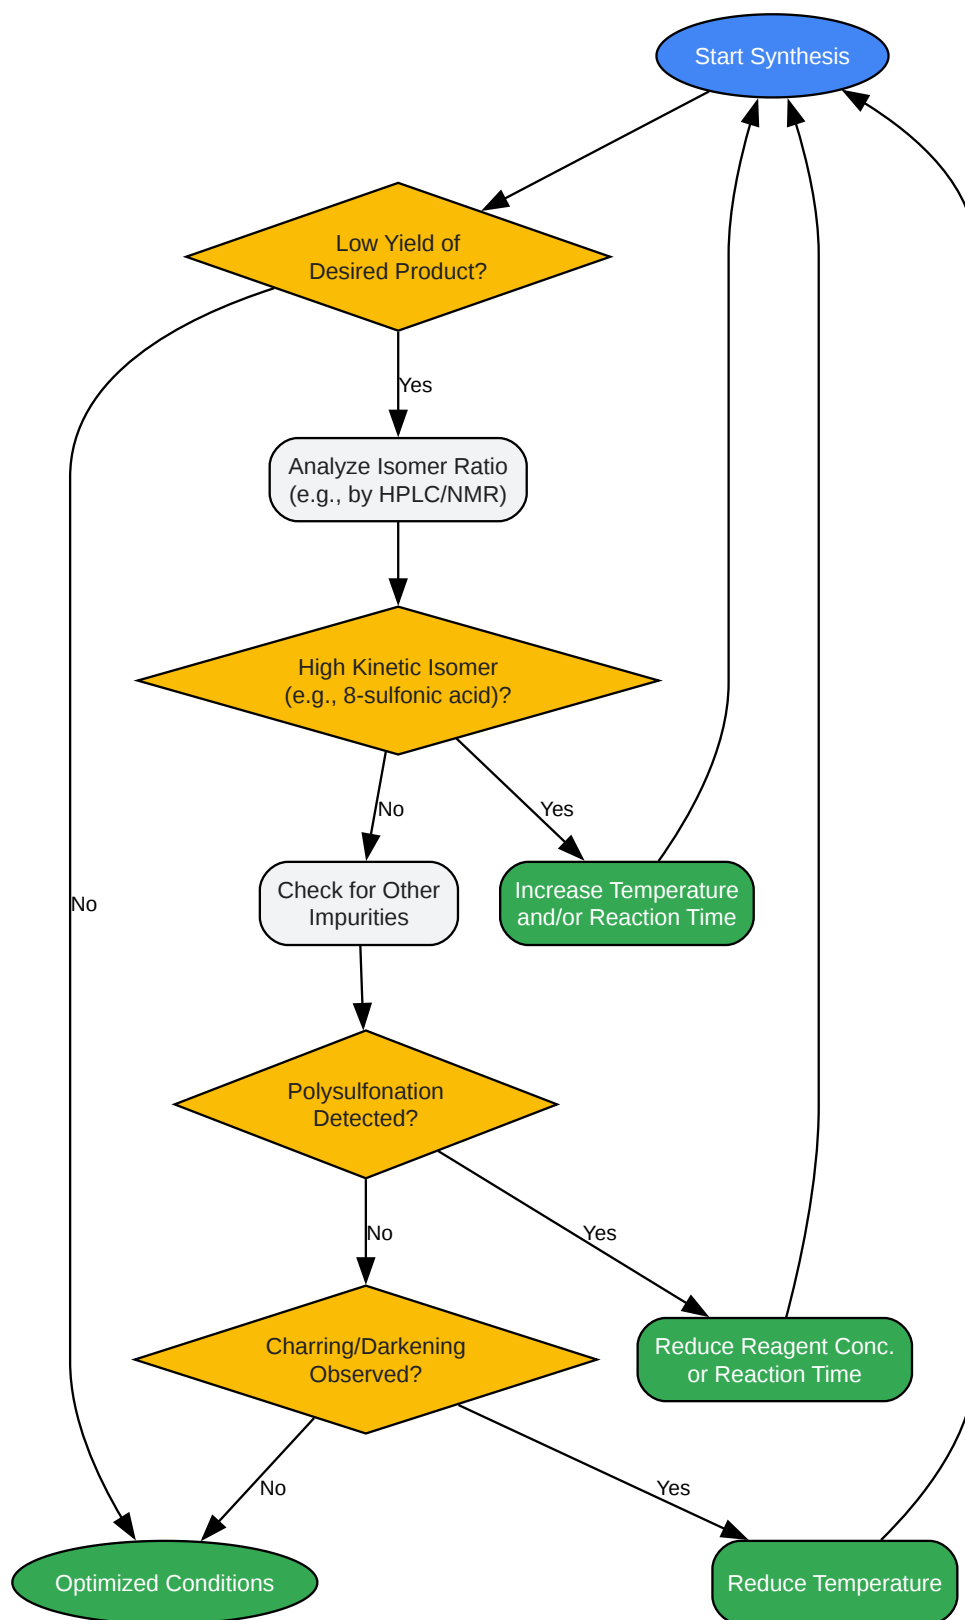 Start Synthesis
Low Yield of
Desired Product?
Yes
Analyze Isomer Ratio
(e.g., by HPLC/NMR)
High Kinetic Isomer
(e.g., 8-sulfonic acid)?
No
Yes
Check for Other
Impurities
Increase Temperature
and/or Reaction Time
No
Polysulfonation
Detected?
No
Yes
Charring/Darkening
Observed?
Reduce Reagent Conc.
or Reaction Time
No
Yes
Optimized Conditions
Reduce Temperature